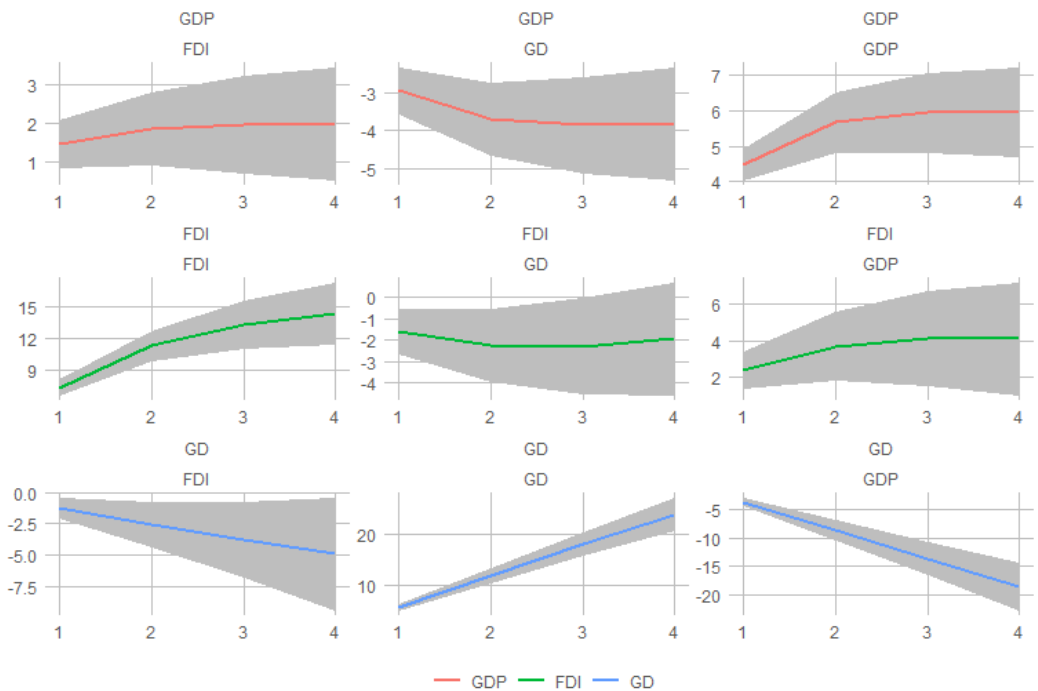 GDP GDP GDP
FDI GD GDP
3 -3 7
2 -4 6
1 -5 5
4
1 2 3 4 1 2 3 4 1 2 3 4
FDI FDI FDI
FDI GD GDP
15 0 6
12 -1 4
9 -2 2
-3
-4
1 2 3 4 1 2 3 4 1 2 3 4
GD GD GD
FDI GD GDP
0.0 20 -5
-2.5 10 -10
-5.0 -15
-7.5 -20
1 2 3 4 1 2 3 4 1 2 3 4
GDP FDI GD